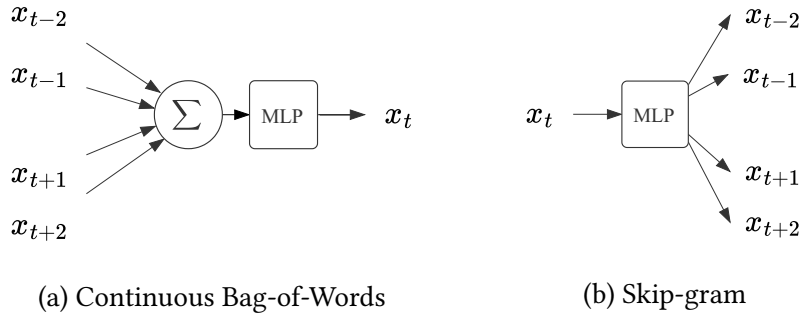 x_{t-2}
x_{t-1}
x_{t+1}
x_{t+2}
Σ
MLP
x_t
(a) Continuous Bag-of-Words
x_t
MLP
x_{t-2}
x_{t-1}
x_{t+1}
x_{t+2}
(b) Skip-gram